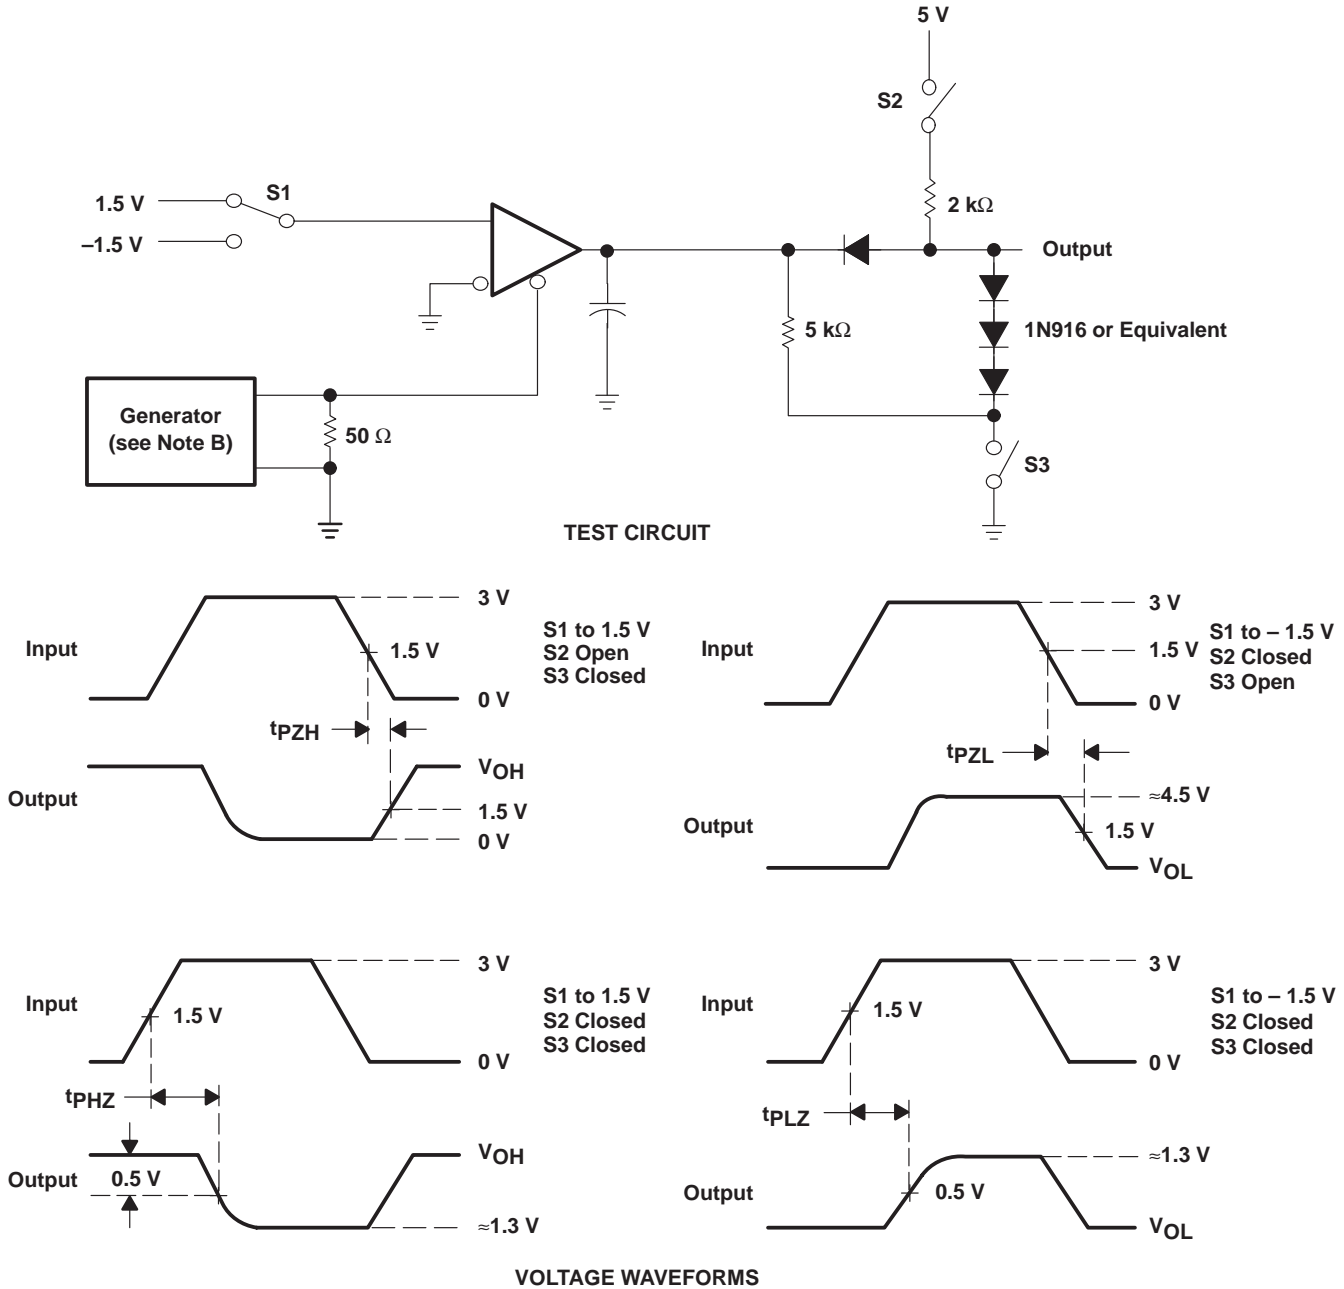 5 V
S2
2 kΩ
1.5 V
S1
–1.5 V
Output
5 kΩ
1N916 or Equivalent
Generator
(see Note B)
50 Ω
S3
TEST CIRCUIT
3 V
Input
1.5 V
S1 to 1.5 V
S2 Open
S3 Closed
0 V
tPZH
VOH
Output
1.5 V
0 V
3 V
Input
1.5 V
S1 to – 1.5 V
S2 Closed
S3 Open
0 V
tPZL
≈4.5 V
Output
1.5 V
VOL
3 V
Input
1.5 V
S1 to 1.5 V
S2 Closed
S3 Closed
0 V
tPHZ
VOH
Output
0.5 V
≈1.3 V
3 V
Input
1.5 V
S1 to – 1.5 V
S2 Closed
S3 Closed
0 V
tPLZ
≈1.3 V
Output
0.5 V
VOL
VOLTAGE WAVEFORMS